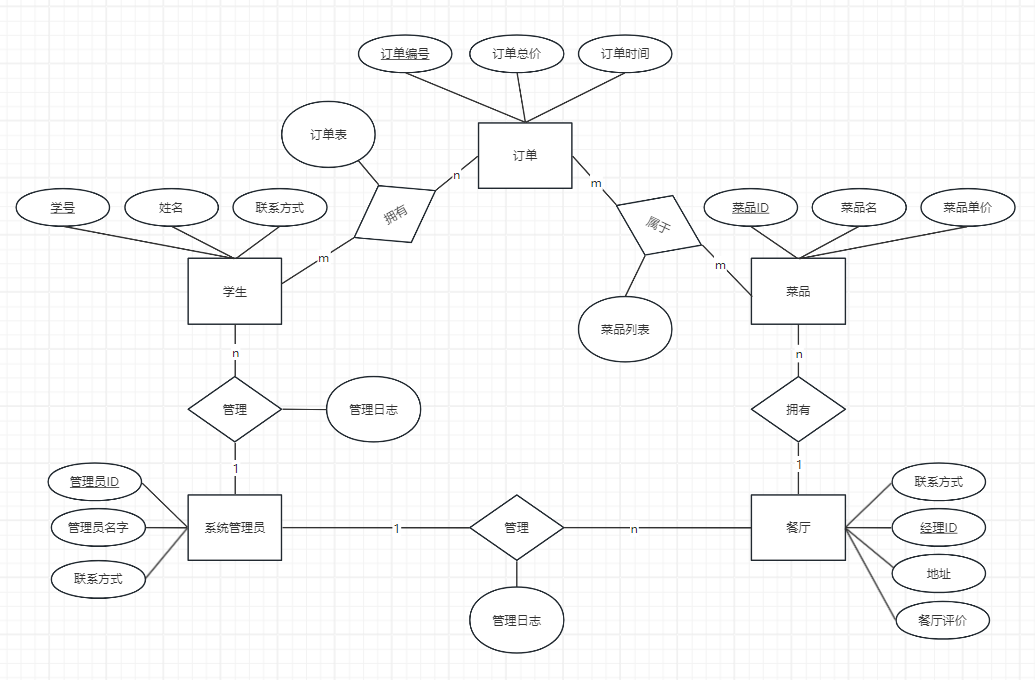 订单编号
订单总价
订单时间
订单表
订单
n
m
拥有
属于
学号
姓名
联系方式
菜品ID
菜品名
菜品单价
m
m
学生
菜品
菜品列表
n
n
管理
管理日志
拥有
1
1
管理员ID
联系方式
系统管理员
管理员名字
1
管理
n
餐厅
经理ID
联系方式
地址
管理日志
餐厅评价